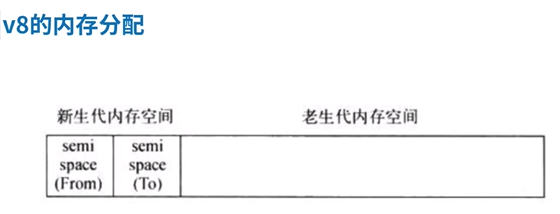 v8的内存分配
新生代内存空间 老生代内存空间
semi semi
space space
(From) (To)